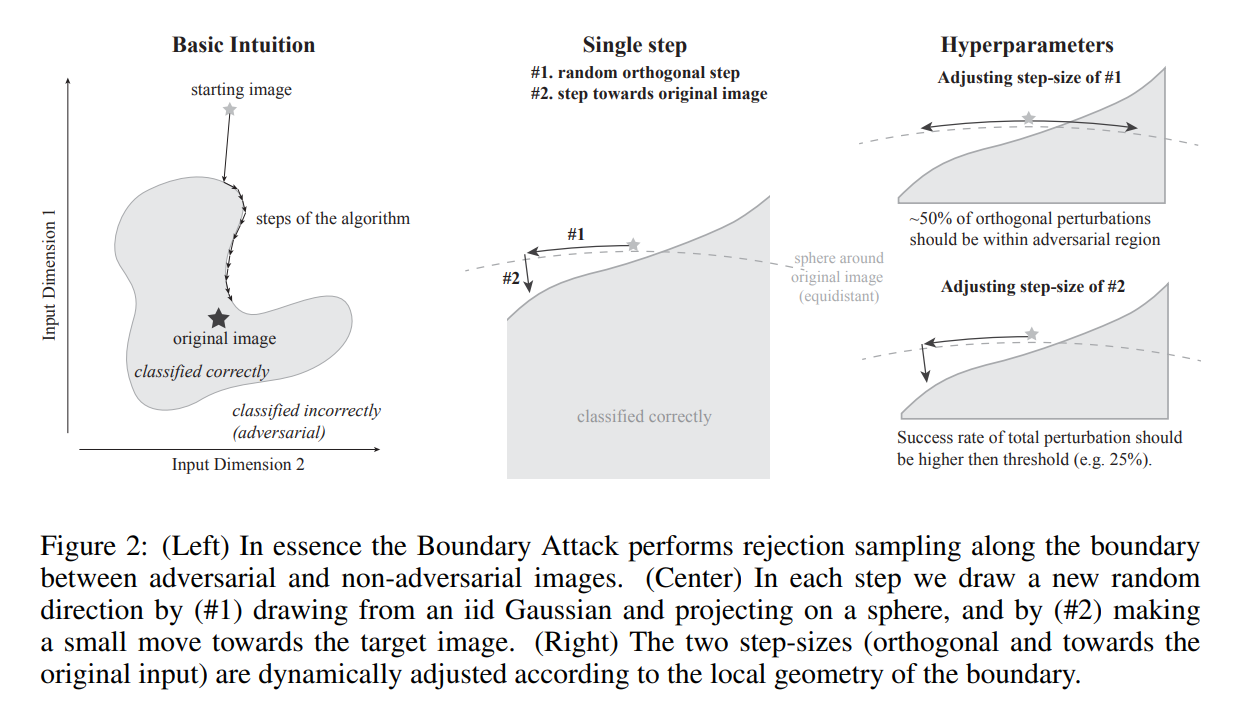 Basic Intuition
starting image
steps of the algorithm
original image
classified correctly
classified incorrectly
(adversarial)
Input Dimension 1
Input Dimension 2
Single step
#1. random orthogonal step
#2. step towards original image
#1
#2
sphere around
original image
(equidistant)
classified correctly
Hyperparameters
Adjusting step-size of #1
~50% of orthogonal perturbations
should be within adversarial region
Adjusting step-size of #2
Success rate of total perturbation should
be higher then threshold (e.g. 25%).
Figure 2: (Left) In essence the Boundary Attack performs rejection sampling along the boundary
between adversarial and non-adversarial images. (Center) In each step we draw a new random
direction by (#1) drawing from an iid Gaussian and projecting on a sphere, and by (#2) making
a small move towards the target image. (Right) The two step-sizes (orthogonal and towards the
original input) are dynamically adjusted according to the local geometry of the boundary.